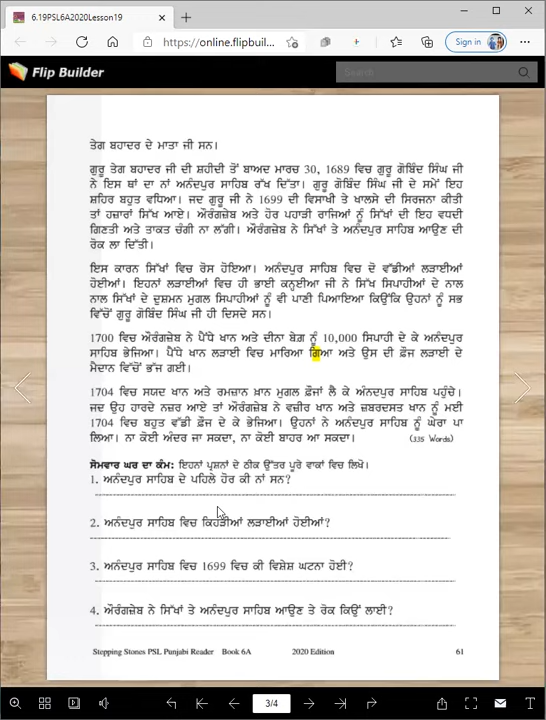 6.19PSL6A2020Lesson19
https://online.flipbuil...
Sign in
Flip Builder
Search
ਤੇਗ ਬਹਾਦਰ ਦੇ ਮਾਤਾ ਜੀ ਸਨ।
ਗੁਰੂ ਤੇਗ ਬਹਾਦਰ ਜੀ ਦੀ ਸ਼ਹੀਦੀ ਤੋਂ ਬਾਅਦ ਮਾਰਚ 30, 1689 ਵਿਚ ਗੁਰੂ ਗੋਬਿੰਦ ਸਿੰਘ ਜੀ
ਨੇ ਇਸ ਥਾਂ ਦਾ ਨਾਂ ਅਨੰਦਪੁਰ ਸਾਹਿਬ ਰੱਖ ਦਿੱਤਾ। ਗੁਰੂ ਗੋਬਿੰਦ ਸਿੰਘ ਜੀ ਦੇ ਸਮੇਂ ਇਹ
ਸ਼ਹਿਰ ਬਹੁਤ ਵਧਿਆ। ਜਦ ਗੁਰੂ ਜੀ ਨੇ 1699 ਦੀ ਵਿਸਾਖੀ ਤੇ ਖਾਲਸੇ ਦੀ ਸਿਰਜਨਾ ਕੀਤੀ
ਤਾਂ ਹਜ਼ਾਰਾਂ ਸਿੱਖ ਆਏ। ਔਰੰਗਜ਼ੇਬ ਅਤੇ ਹੋਰ ਪਹਾੜੀ ਰਾਜਿਆਂ ਨੂੰ ਸਿੱਖਾਂ ਦੀ ਇਹ ਵਧਦੀ
ਗਿਣਤੀ ਅਤੇ ਤਾਕਤ ਚੰਗੀ ਨਾ ਲੱਗੀ। ਔਰੰਗਜ਼ੇਬ ਨੇ ਸਿੱਖਾਂ ਤੇ ਅਨੰਦਪੁਰ ਸਾਹਿਬ ਆਉਣ ਦੀ
ਰੋਕ ਲਾ ਦਿੱਤੀ।
ਇਸ ਕਾਰਨ ਸਿੱਖਾਂ ਵਿਚ ਰੋਸ ਹੋਇਆ। ਅਨੰਦਪੁਰ ਸਾਹਿਬ ਵਿਚ ਦੋ ਵੱਡੀਆਂ ਲੜਾਈਆਂ
ਹੋਈਆਂ। ਇਹਨਾਂ ਲੜਾਈਆਂ ਵਿਚ ਹੀ ਭਾਈ ਕਨ੍ਹਈਆ ਜੀ ਨੇ ਸਿੱਖ ਸਿਪਾਹੀਆਂ ਦੇ ਨਾਲ
ਨਾਲ ਸਿੱਖਾਂ ਦੇ ਦੁਸ਼ਮਨ ਮੁਗਲ ਸਿਪਾਹੀਆਂ ਨੂੰ ਵੀ ਪਾਣੀ ਪਿਆਇਆ ਕਿਉਂਕਿ ਉਹਨਾਂ ਨੂੰ ਸਭ
ਵਿੱਚੋਂ ਗੁਰੂ ਗੋਬਿੰਦ ਸਿੰਘ ਜੀ ਹੀ ਦਿਸਦੇ ਸਨ।
1700 ਵਿਚ ਔਰੰਗਜ਼ੇਬ ਨੇ ਪੈਂਧੇ ਖਾਨ ਅਤੇ ਦੀਨਾ ਬੇਗ਼ ਨੂੰ 10,000 ਸਿਪਾਹੀ ਦੇ ਕੇ ਅਨੰਦਪੁਰ
ਸਾਹਿਬ ਭੇਜਿਆ। ਪੈਂਧੇ ਖਾਨ ਲੜਾਈ ਵਿਚ ਮਾਰਿਆ ਗਿਆ ਅਤੇ ਉਸ ਦੀ ਫ਼ੌਜ ਲੜਾਈ ਦੇ
ਮੈਦਾਨ ਵਿੱਚੋਂ ਭੱਜ ਗਈ।
1704 ਵਿਚ ਸਯਦ ਖਾਨ ਅਤੇ ਰਮਜ਼ਾਨ ਖ਼ਾਨ ਮੁਗਲ ਫ਼ੌਜਾਂ ਲੈ ਕੇ ਅੰਨਦਪੁਰ ਸਾਹਿਬ ਪਹੁੰਚੇ।
ਜਦ ਉਹ ਹਾਰਦੇ ਨਜ਼ਰ ਆਏ ਤਾਂ ਔਰੰਗਜ਼ੇਬ ਨੇ ਵਜ਼ੀਰ ਖਾਨ ਅਤੇ ਜ਼ਬਰਦਸਤ ਖਾਨ ਨੂੰ ਮਈ
1704 ਵਿਚ ਬਹੁਤ ਵੱਡੀ ਫ਼ੌਜ ਦੇ ਕੇ ਭੇਜਿਆ। ਉਹਨਾਂ ਨੇ ਅਨੰਦਪੁਰ ਸਾਹਿਬ ਨੂੰ ਘੇਰਾ ਪਾ
ਲਿਆ। ਨਾ ਕੋਈ ਅੰਦਰ ਜਾ ਸਕਦਾ, ਨਾ ਕੋਈ ਬਾਹਰ ਆ ਸਕਦਾ। (335 Words)
ਸੋਮਵਾਰ ਘਰ ਦਾ ਕੰਮ: ਇਹਨਾਂ ਪ੍ਰਸ਼ਨਾਂ ਦੇ ਠੀਕ ਉੱਤਰ ਪੂਰੇ ਵਾਕਾਂ ਵਿਚ ਲਿਖੋ।
1. ਅਨੰਦਪੁਰ ਸਾਹਿਬ ਦੇ ਪਹਿਲੇ ਹੋਰ ਕੀ ਨਾਂ ਸਨ?
2. ਅਨੰਦਪੁਰ ਸਾਹਿਬ ਵਿਚ ਕਿਹੜੀਆਂ ਲੜਾਈਆਂ ਹੋਈਆਂ?
3. ਅਨੰਦਪੁਰ ਸਾਹਿਬ ਵਿਚ 1699 ਵਿਚ ਕੀ ਵਿਸ਼ੇਸ਼ ਘਟਨਾ ਹੋਈ?
4. ਔਰੰਗਜ਼ੇਬ ਨੇ ਸਿੱਖਾਂ ਤੇ ਅਨੰਦਪੁਰ ਸਾਹਿਬ ਆਉਣ ਤੇ ਰੋਕ ਕਿਉਂ ਲਾਈ?
Stepping Stones PSL Punjabi Reader Book 6A 2020 Edition 61
3/4